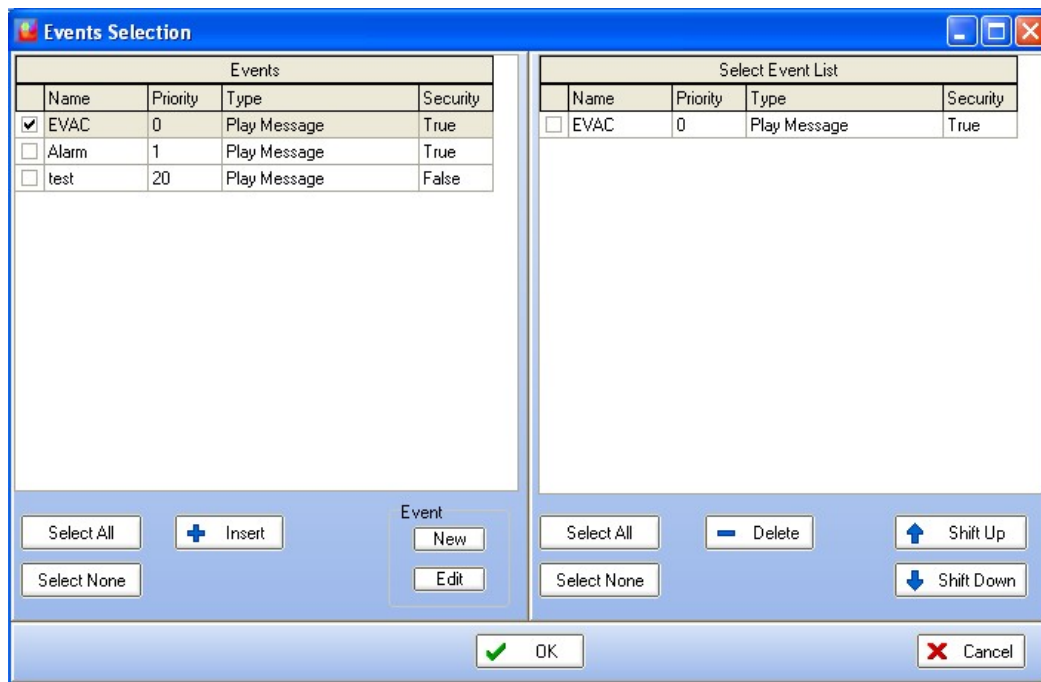 Events Selection
Events
Name Priority Type Security
EVAC 0 Play Message True
Alarm 1 Play Message True
test 20 Play Message False
Select All
Insert
Select None
Event
New
Edit
Select Event List
Name Priority Type Security
EVAC 0 Play Message True
Select All
Delete
Shift Up
Select None
Shift Down
OK
Cancel